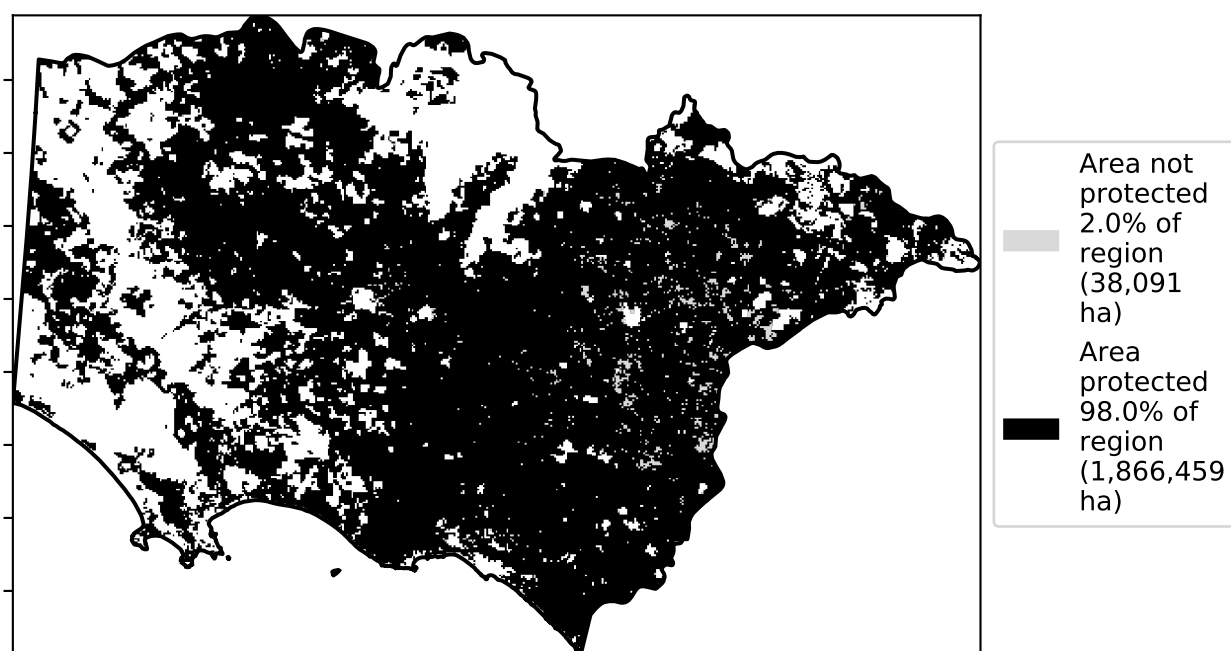 Area not
protected
2.0% of
region
(38,091
ha)
Area
protected
98.0% of
region
(1,866,459
ha)